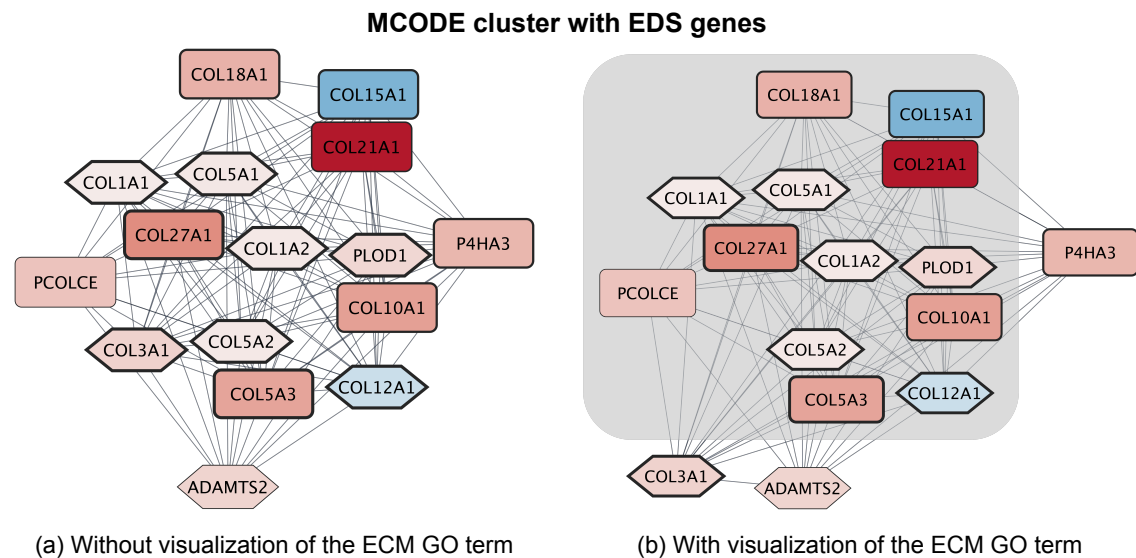 MCODE cluster with EDS genes
COL18A1
COL15A1
COL21A1
COL1A1
COL5A1
COL27A1
COL1A2
PLOD1
P4HA3
PCOLCE
COL10A1
COL3A1
COL5A2
COL5A3
COL12A1
ADAMTS2
(a) Without visualization of the ECM GO term
COL18A1
COL15A1
COL21A1
COL1A1
COL5A1
COL27A1
COL1A2
PLOD1
P4HA3
PCOLCE
COL10A1
COL5A2
COL5A3
COL12A1
COL3A1
ADAMTS2
(b) With visualization of the ECM GO term